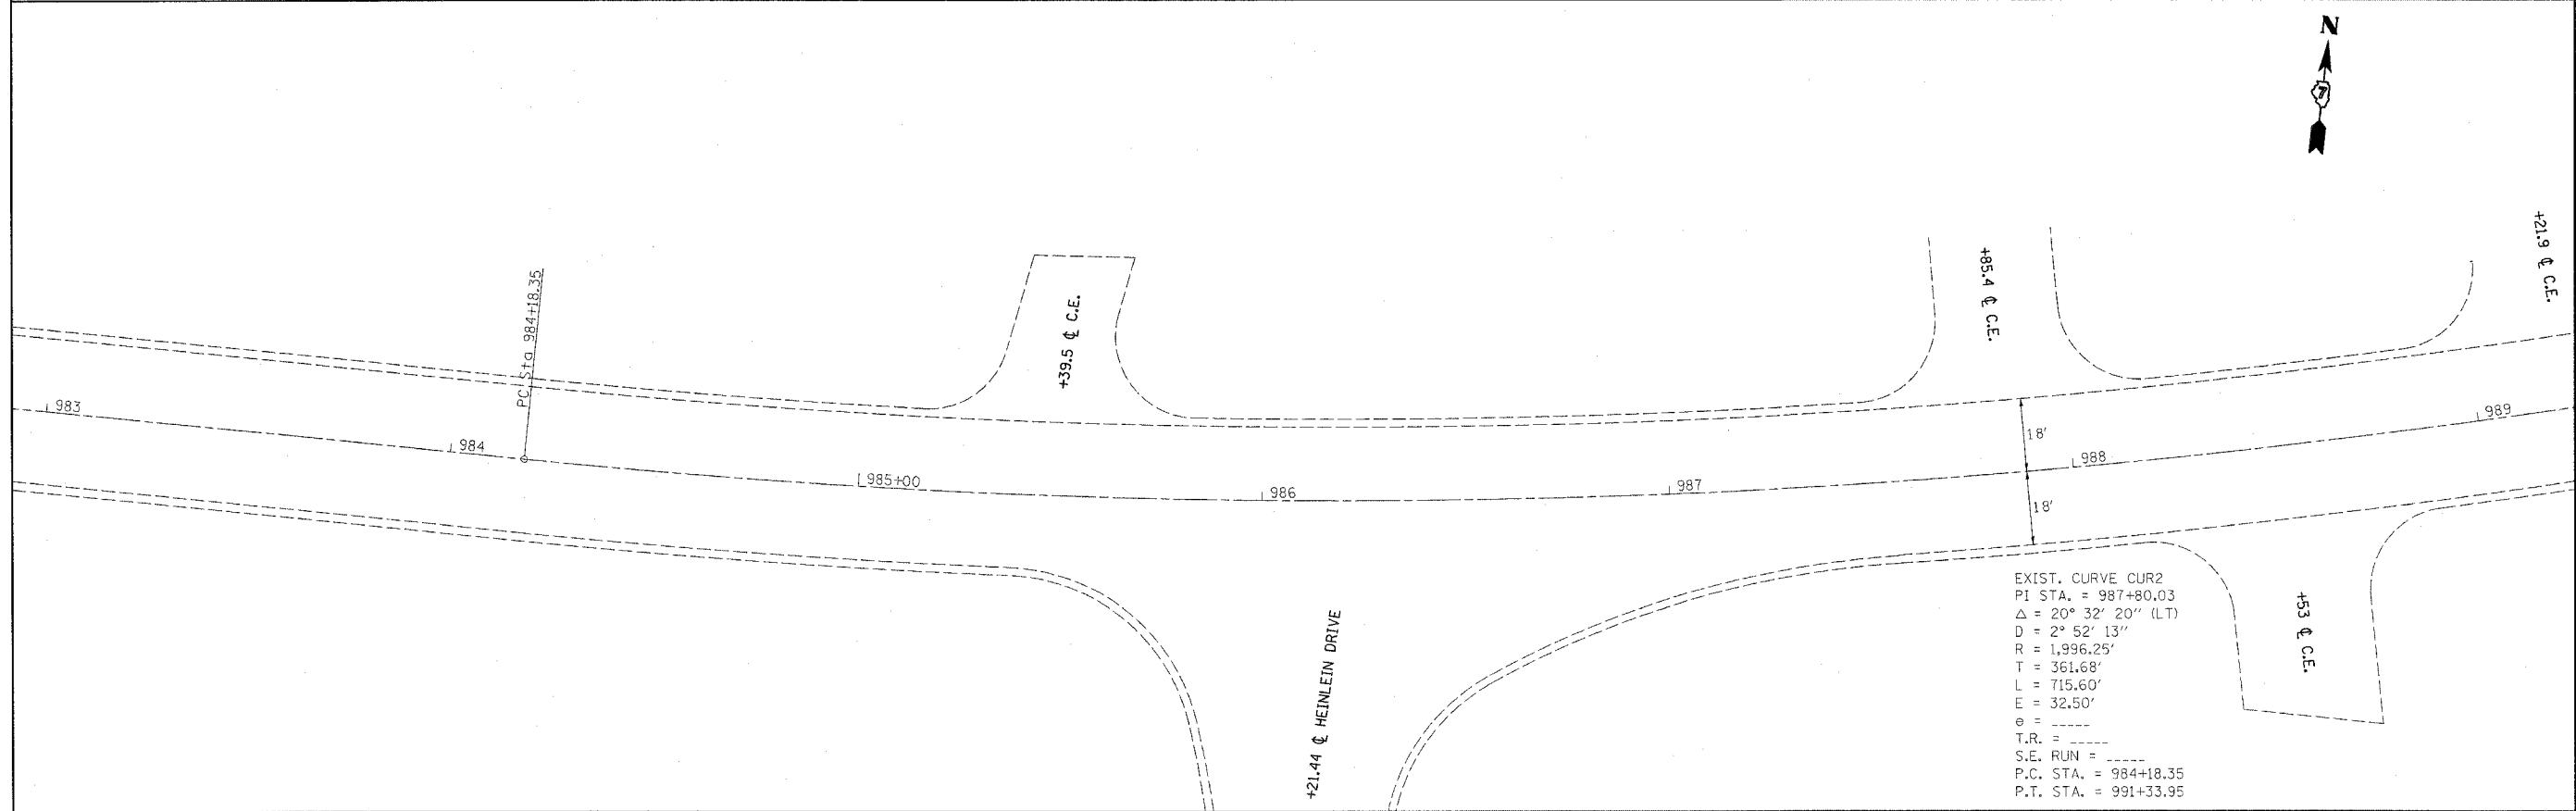 N
7
+21.9 ℄ C.E.
+85.4 ℄ C.E.
+39.5 ℄ C.E.
PC Sta 984+18.35
983
984
985+00
986
987
988
989
18'
18'
+21.44 ℄ HEINLEIN DRIVE
+53 ℄ C.E.
EXIST. CURVE CUR2
PI STA. = 987+80.03
Δ = 20° 32' 20" (LT)
D = 2° 52' 13"
R = 1,996.25'
T = 361.68'
L = 715.60'
E = 32.50'
e = _____
T.R. = _____
S.E. RUN = _____
P.C. STA. = 984+18.35
P.T. STA. = 991+33.95